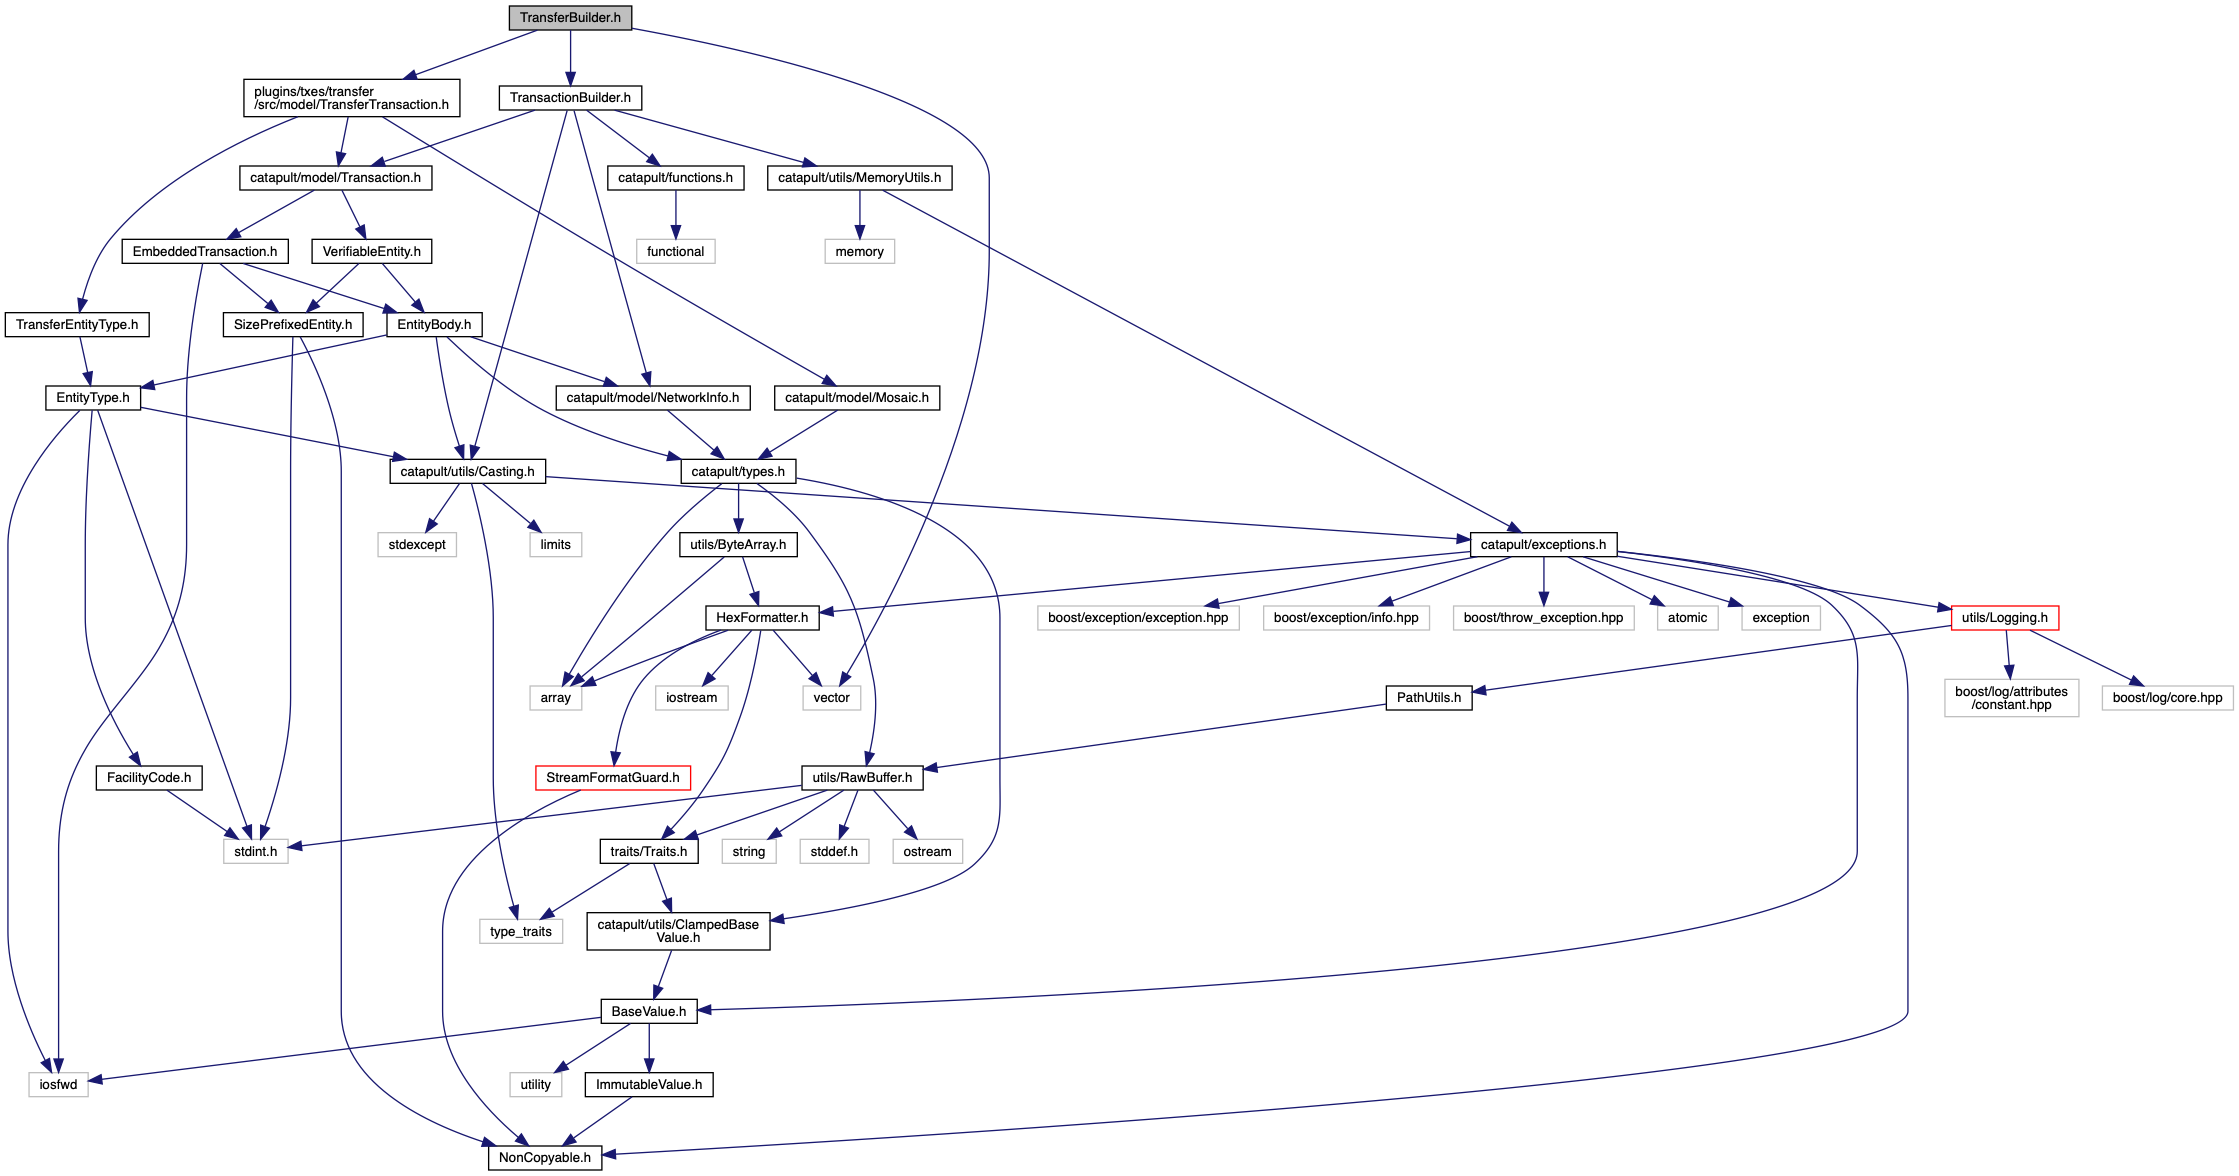 TransferBuilder.h
plugins/txes/transfer
/src/model/TransferTransaction.h
TransactionBuilder.h
catapult/model/Transaction.h
catapult/functions.h
catapult/utils/MemoryUtils.h
EmbeddedTransaction.h
VerifiableEntity.h
functional
memory
TransferEntityType.h
SizePrefixedEntity.h
EntityBody.h
EntityType.h
catapult/model/NetworkInfo.h
catapult/model/Mosaic.h
catapult/utils/Casting.h
catapult/types.h
stdexcept
limits
utils/ByteArray.h
catapult/exceptions.h
HexFormatter.h
boost/exception/exception.hpp
boost/exception/info.hpp
boost/throw_exception.hpp
atomic
exception
utils/Logging.h
array
iostream
vector
PathUtils.h
boost/log/attributes
/constant.hpp
boost/log/core.hpp
FacilityCode.h
StreamFormatGuard.h
utils/RawBuffer.h
stdint.h
traits/Traits.h
string
stddef.h
ostream
type_traits
catapult/utils/ClampedBase
Value.h
BaseValue.h
iosfwd
utility
ImmutableValue.h
NonCopyable.h